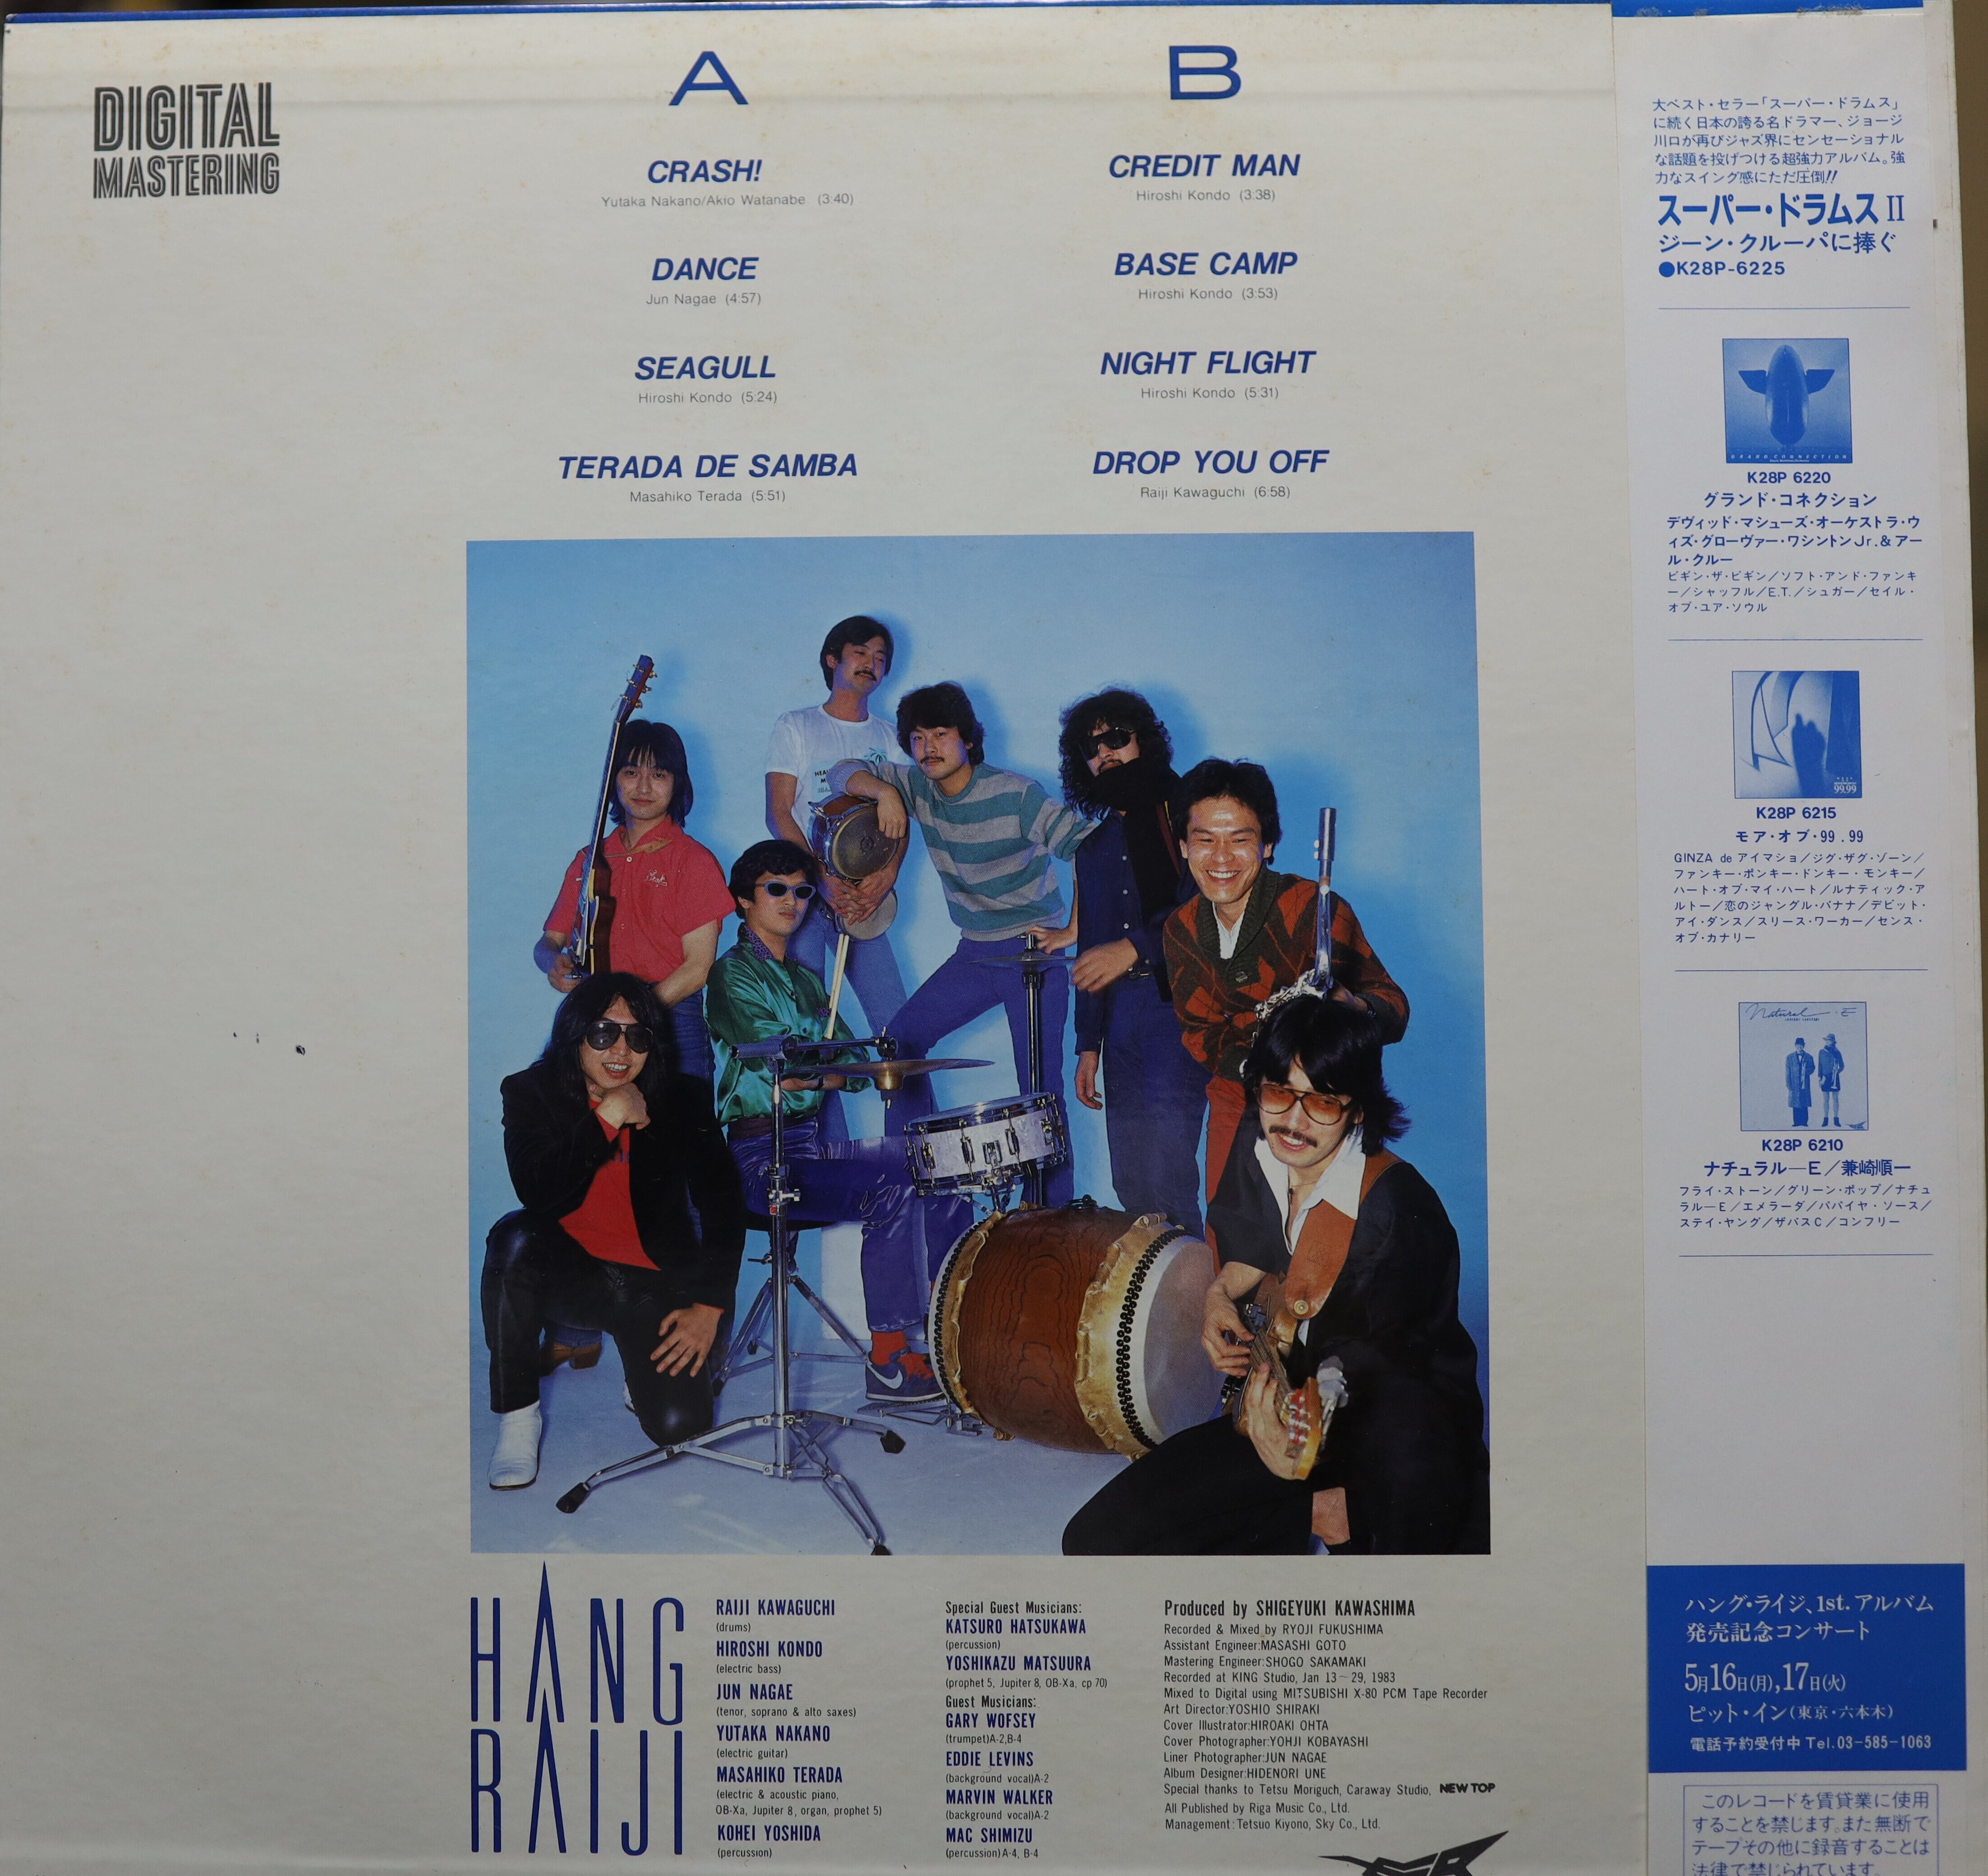 DIGITAL
MASTERING
A
CRASH!
Yutaka Nakano/Akio Watanabe (3:40)
DANCE
Jun Nagae (4:57)
SEAGULL
Hiroshi Kondo (5:24)
TERADA DE SAMBA
Masahiko Terada (5:51)
B
CREDIT MAN
Hiroshi Kondo (3:38)
BASE CAMP
Hiroshi Kondo (3:53)
NIGHT FLIGHT
Hiroshi Kondo (5:31)
DROP YOU OFF
Raiji Kawaguchi (6:58)
HANG
RAIJI
RAIJI KAWAGUCHI
(drums)
HIROSHI KONDO
(electric bass)
JUN NAGAE
(tenor, soprano & alto saxes)
YUTAKA NAKANO
(electric guitar)
MASAHIKO TERADA
(electric & acoustic piano,
OB-Xa, Jupiter 8, organ, prophet 5)
KOHEI YOSHIDA
(percussion)
Special Guest Musicians:
KATSURO HATSUKAWA
(percussion)
YOSHIKAZU MATSUURA
(prophet 5, Jupiter 8, OB-Xa, cp 70)
Guest Musicians:
GARY WOFSEY
(trumpet)A-2,B-4
EDDIE LEVINS
(background vocal)A-2
MARVIN WALKER
(background vocal)A-2
MAC SHIMIZU
(percussion)A-4, B-4
Produced by SHIGEYUKI KAWASHIMA
Recorded & Mixed by RYOJI FUKUSHIMA
Assistant Engineer:MASASHI GOTO
Mastering Engineer:SHOGO SAKAMAKI
Recorded at KING Studio, Jan 13~29, 1983
Mixed to Digital using MITSUBISHI X-80 PCM Tape Recorder
Art Director:YOSHIO SHIRAKI
Cover Illustrator:HIROAKI OHTA
Cover Photographer:YOHJI KOBAYASHI
Liner Photographer:JUN NAGAE
Album Designer:HIDENORI UNE
Special thanks to Tetsu Moriguch, Caraway Studio, NEW TOP
All Published by Riga Music Co., Ltd.
Management:Tetsuo Kiyono, Sky Co., Ltd.
大ベスト・セラー「スーパー・ドラムス」
に続く日本の誇る名ドラマー、ジョージ
川口が再びジャズ界にセンセーショナル
な話題を投げつける超強力アルバム。強
力なスイング感にただ圧倒!!
スーパー・ドラムスII
ジーン・クルーパに捧ぐ
●K28P-6225
GRAND CONNECTION
K28P 6220
グランド・コネクション
デヴィッド・マシューズ・オーケストラ・ウ
ィズ・グローヴァー・ワシントンJr.&アー
ル・クルー
ビギン・ザ・ビギン/ソフト・アンド・ファンキ
ー/シャッフル/E.T./シュガー/セイル・
オブ・ユア・ソウル
99.99
K28P 6215
モア・オブ・99.99
GINZA de アイマショ/ジグ・ザグ・ゾーン/
ファンキー・ポンキー・ドンキー・モンキー/
ハート・オブ・マイ・ハート/ルナティック・ア
ルトー/恋のジャングル・バナナ/デビット・
アイ・ダンス/スリース・ワーカー/センス・
オブ・カナリー
Natural-E
K28P 6210
ナチュラル―E/兼崎順一
フライ・ストーン/グリーン・ポップ/ナチュ
ラル―E/エメラーダ/パパイヤ・ソース/
ステイ・ヤング/ザバスC/コンフリー
ハング・ライジ、1st.アルバム
発売記念コンサート
5月16日(月),17日(火)
ピット・イン(東京・六本木)
電話予約受付中 Tel.03-585-1063
このレコードを賃貸業に使用
することを禁じます。また無断で
テープその他に録音することは
法律で禁じられています。